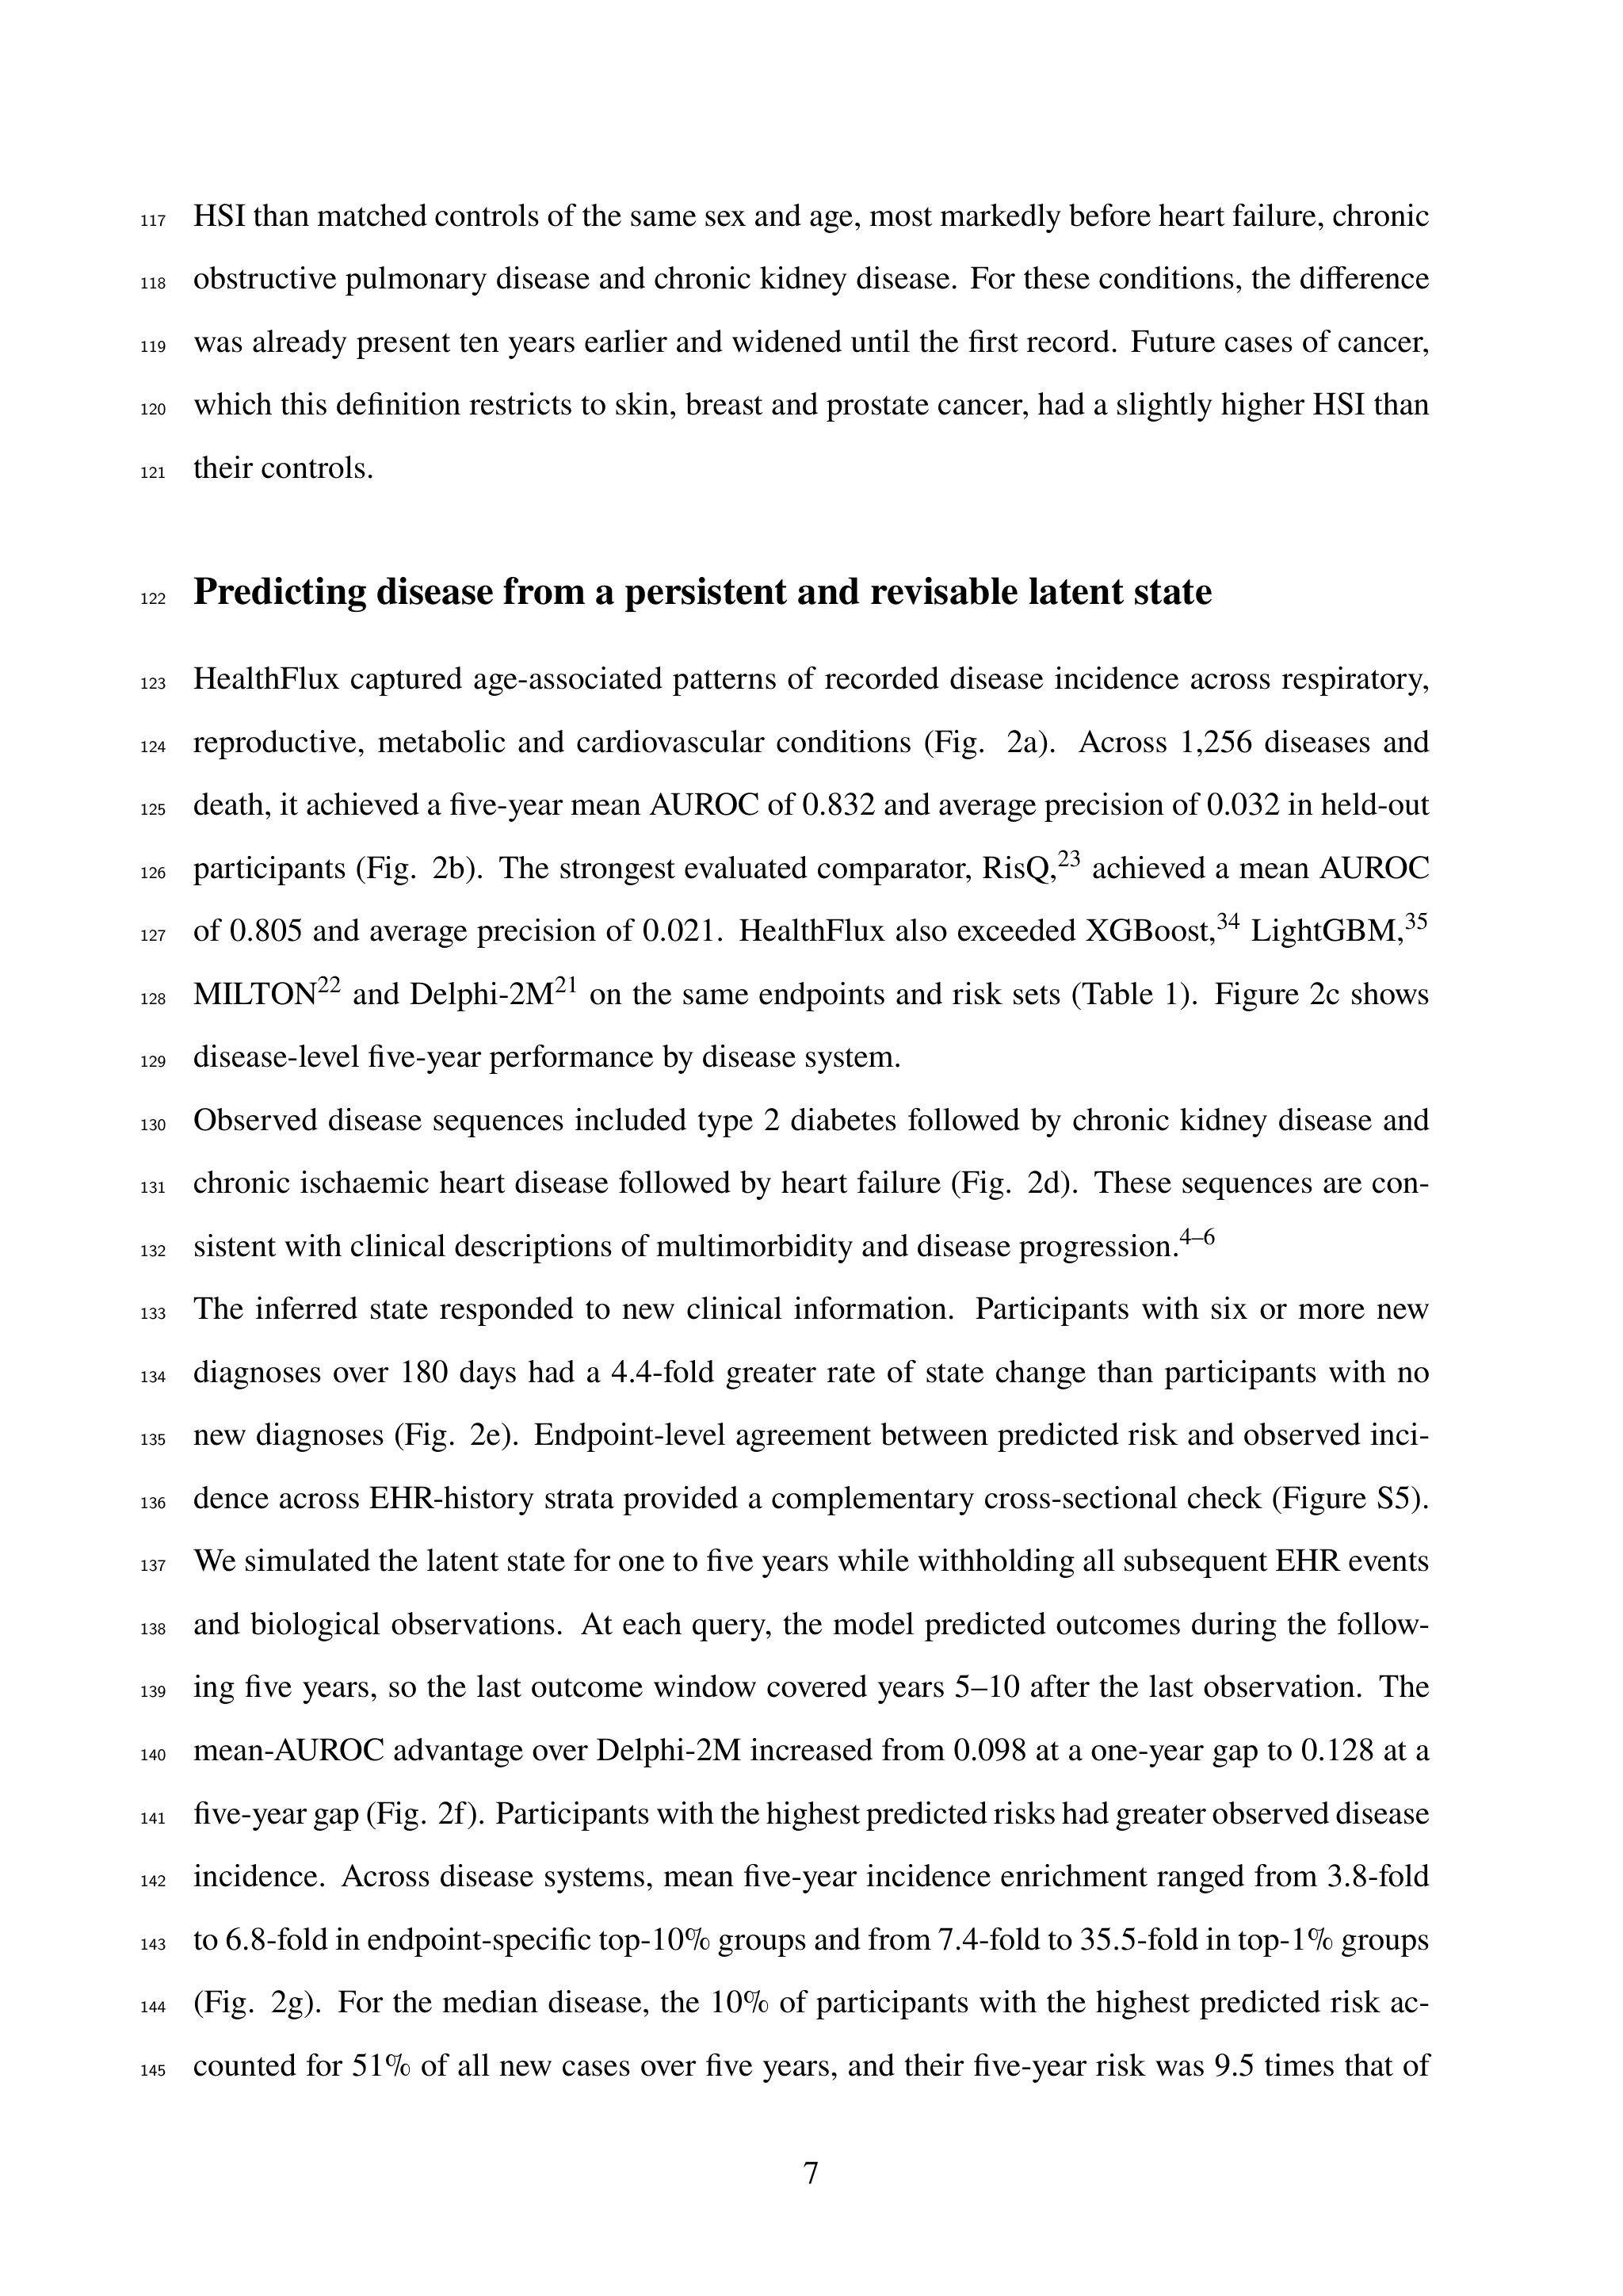 117 HSI than matched controls of the same sex and age, most markedly before heart failure, chronic
118 obstructive pulmonary disease and chronic kidney disease. For these conditions, the difference
119 was already present ten years earlier and widened until the first record. Future cases of cancer,
120 which this definition restricts to skin, breast and prostate cancer, had a slightly higher HSI than
121 their controls.
122 Predicting disease from a persistent and revisable latent state
123 HealthFlux captured age-associated patterns of recorded disease incidence across respiratory,
124 reproductive, metabolic and cardiovascular conditions (Fig. 2a). Across 1,256 diseases and
125 death, it achieved a five-year mean AUROC of 0.832 and average precision of 0.032 in held-out
126 participants (Fig. 2b). The strongest evaluated comparator, RisQ,23 achieved a mean AUROC
127 of 0.805 and average precision of 0.021. HealthFlux also exceeded XGBoost,34 LightGBM,35
128 MILTON22 and Delphi-2M21 on the same endpoints and risk sets (Table 1). Figure 2c shows
129 disease-level five-year performance by disease system.
130 Observed disease sequences included type 2 diabetes followed by chronic kidney disease and
131 chronic ischaemic heart disease followed by heart failure (Fig. 2d). These sequences are con-
132 sistent with clinical descriptions of multimorbidity and disease progression.4–6
133 The inferred state responded to new clinical information. Participants with six or more new
134 diagnoses over 180 days had a 4.4-fold greater rate of state change than participants with no
135 new diagnoses (Fig. 2e). Endpoint-level agreement between predicted risk and observed inci-
136 dence across EHR-history strata provided a complementary cross-sectional check (Figure S5).
137 We simulated the latent state for one to five years while withholding all subsequent EHR events
138 and biological observations. At each query, the model predicted outcomes during the follow-
139 ing five years, so the last outcome window covered years 5–10 after the last observation. The
140 mean-AUROC advantage over Delphi-2M increased from 0.098 at a one-year gap to 0.128 at a
141 five-year gap (Fig. 2f). Participants with the highest predicted risks had greater observed disease
142 incidence. Across disease systems, mean five-year incidence enrichment ranged from 3.8-fold
143 to 6.8-fold in endpoint-specific top-10% groups and from 7.4-fold to 35.5-fold in top-1% groups
144 (Fig. 2g). For the median disease, the 10% of participants with the highest predicted risk ac-
145 counted for 51% of all new cases over five years, and their five-year risk was 9.5 times that of
7